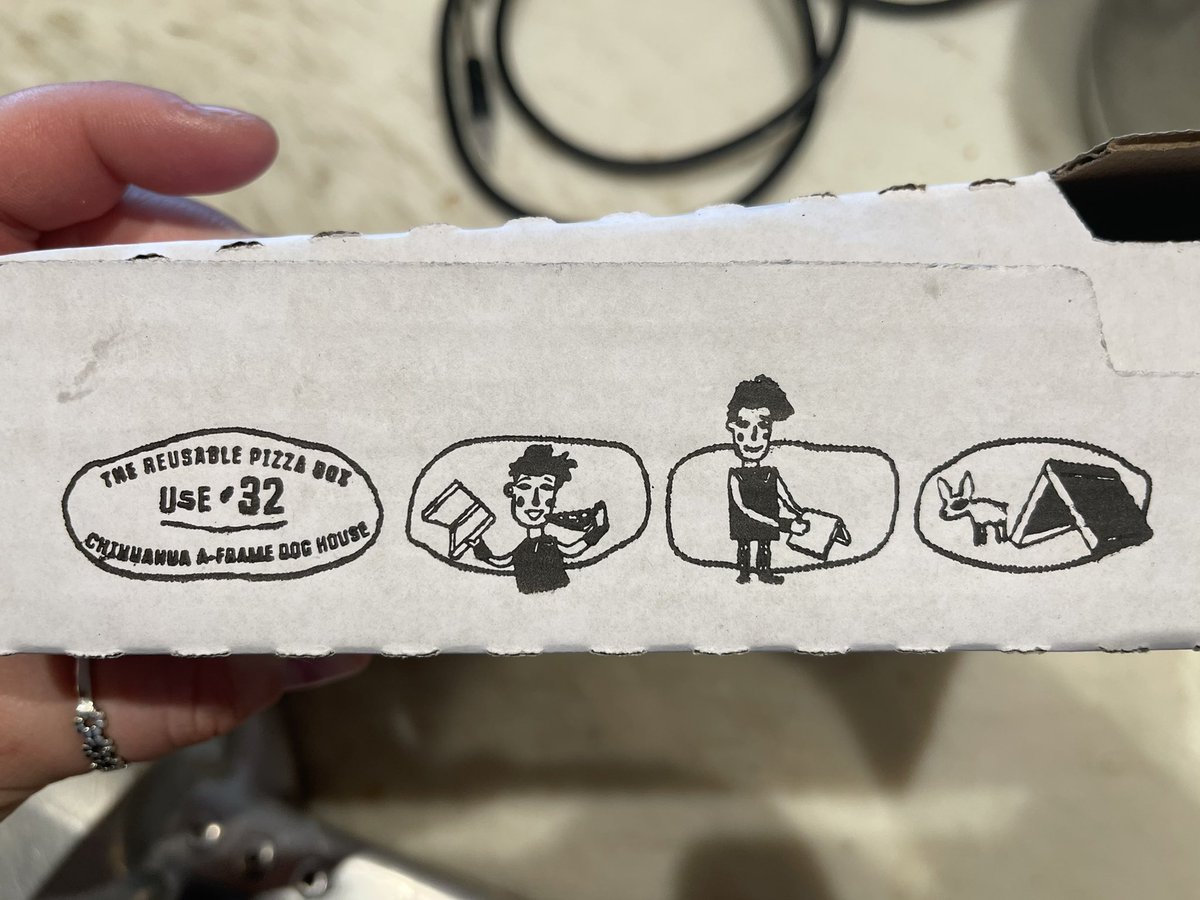 THE REUSABLE PIZZA BOX
USE #32
CHIHUAHUA A-FRAME DOG HOUSE